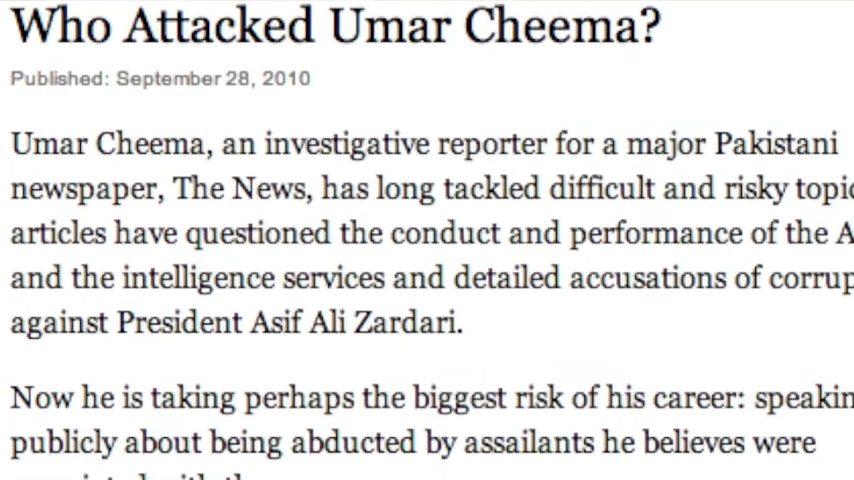 Who Attacked Umar Cheema?
Published: September 28, 2010
Umar Cheema, an investigative reporter for a major Pakistani
newspaper, The News, has long tackled difficult and risky
articles have questioned the conduct and performance of the
and the intelligence services and detailed accusations of
against President Asif Ali Zardari.
Now he is taking perhaps the biggest risk of his career:
publicly about being abducted by assailants he believes were